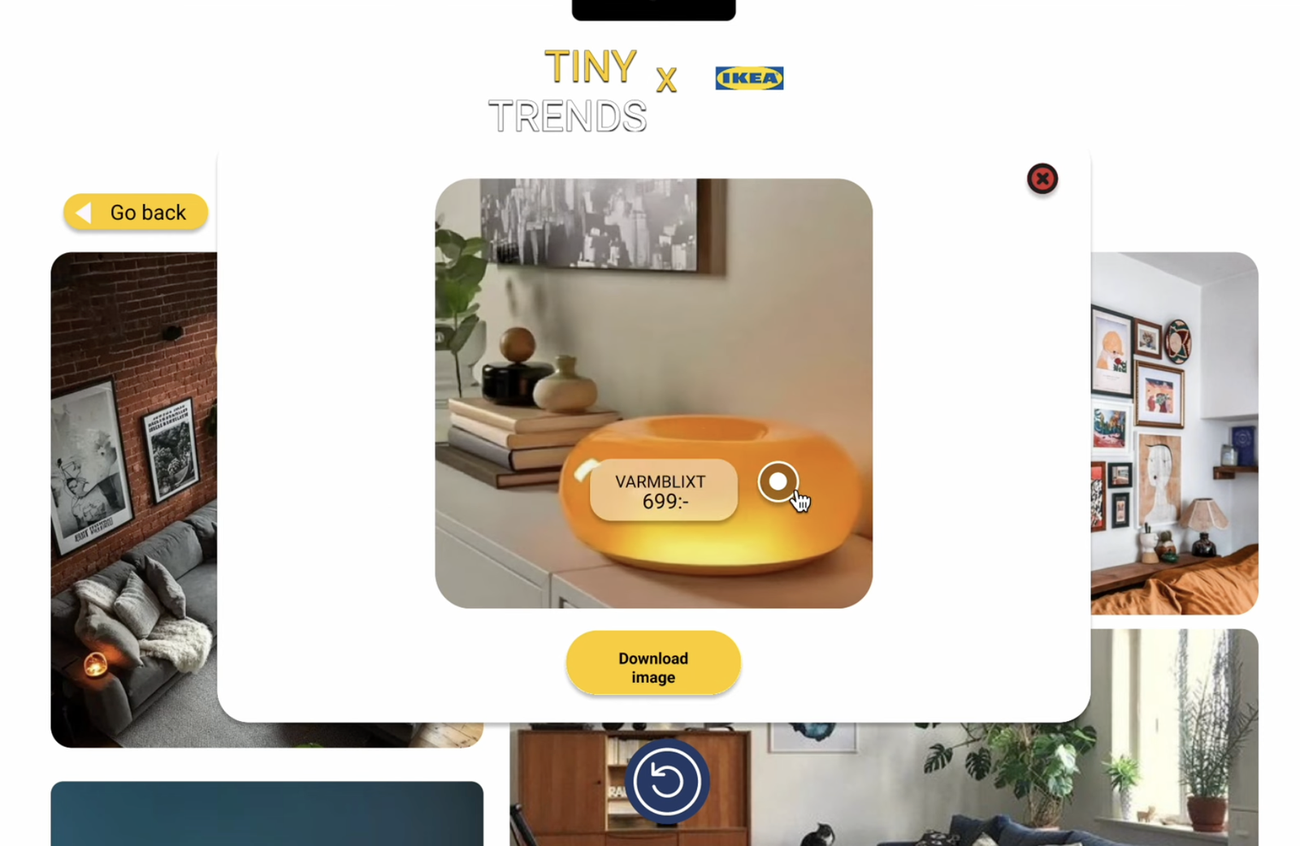 TINY
TRENDS
X
IKEA
Go back
VARMBLIXT
699:-
Download
image